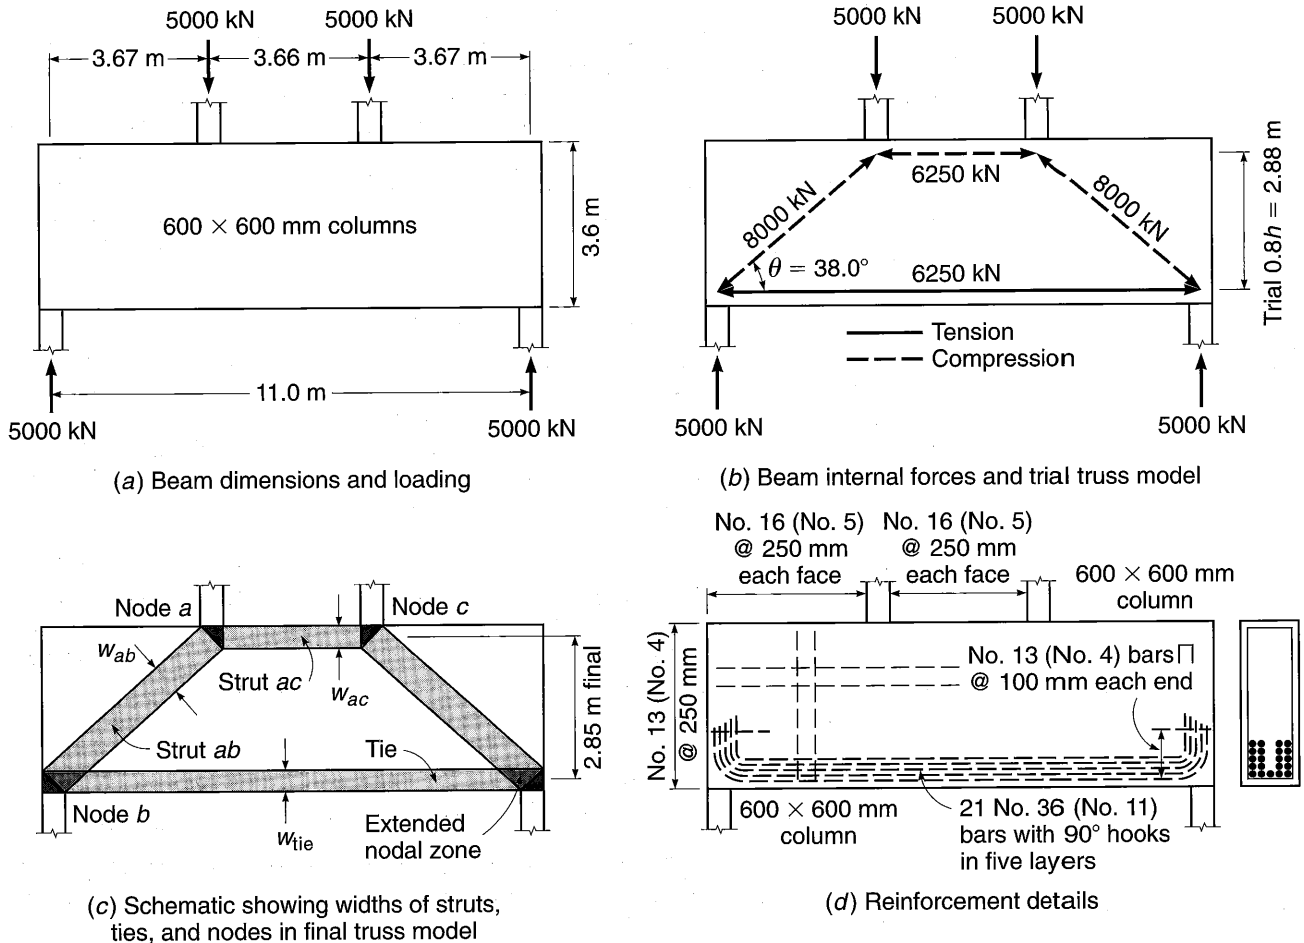 5000 kN
5000 kN
3.67 m
3.66 m
3.67 m
600 × 600 mm columns
3.6 m
11.0 m
5000 kN
5000 kN
(a) Beam dimensions and loading
5000 kN
5000 kN
6250 kN
8000 kN
8000 kN
θ = 38.0°
6250 kN
Trial 0.8h = 2.88 m
Tension
Compression
5000 kN
5000 kN
(b) Beam internal forces and trial truss model
Node a
Node c
w_ab
Strut ac
w_ac
2.85 m final
Strut ab
Tie
Node b
w_tie
Extended
nodal zone
(c) Schematic showing widths of struts,
ties, and nodes in final truss model
No. 16 (No. 5)
@ 250 mm
each face
No. 16 (No. 5)
@ 250 mm
each face
600 × 600 mm
column
No. 13 (No. 4)
@ 250 mm
No. 13 (No. 4) bars
@ 100 mm each end
600 × 600 mm
column
21 No. 36 (No. 11)
bars with 90° hooks
in five layers
(d) Reinforcement details